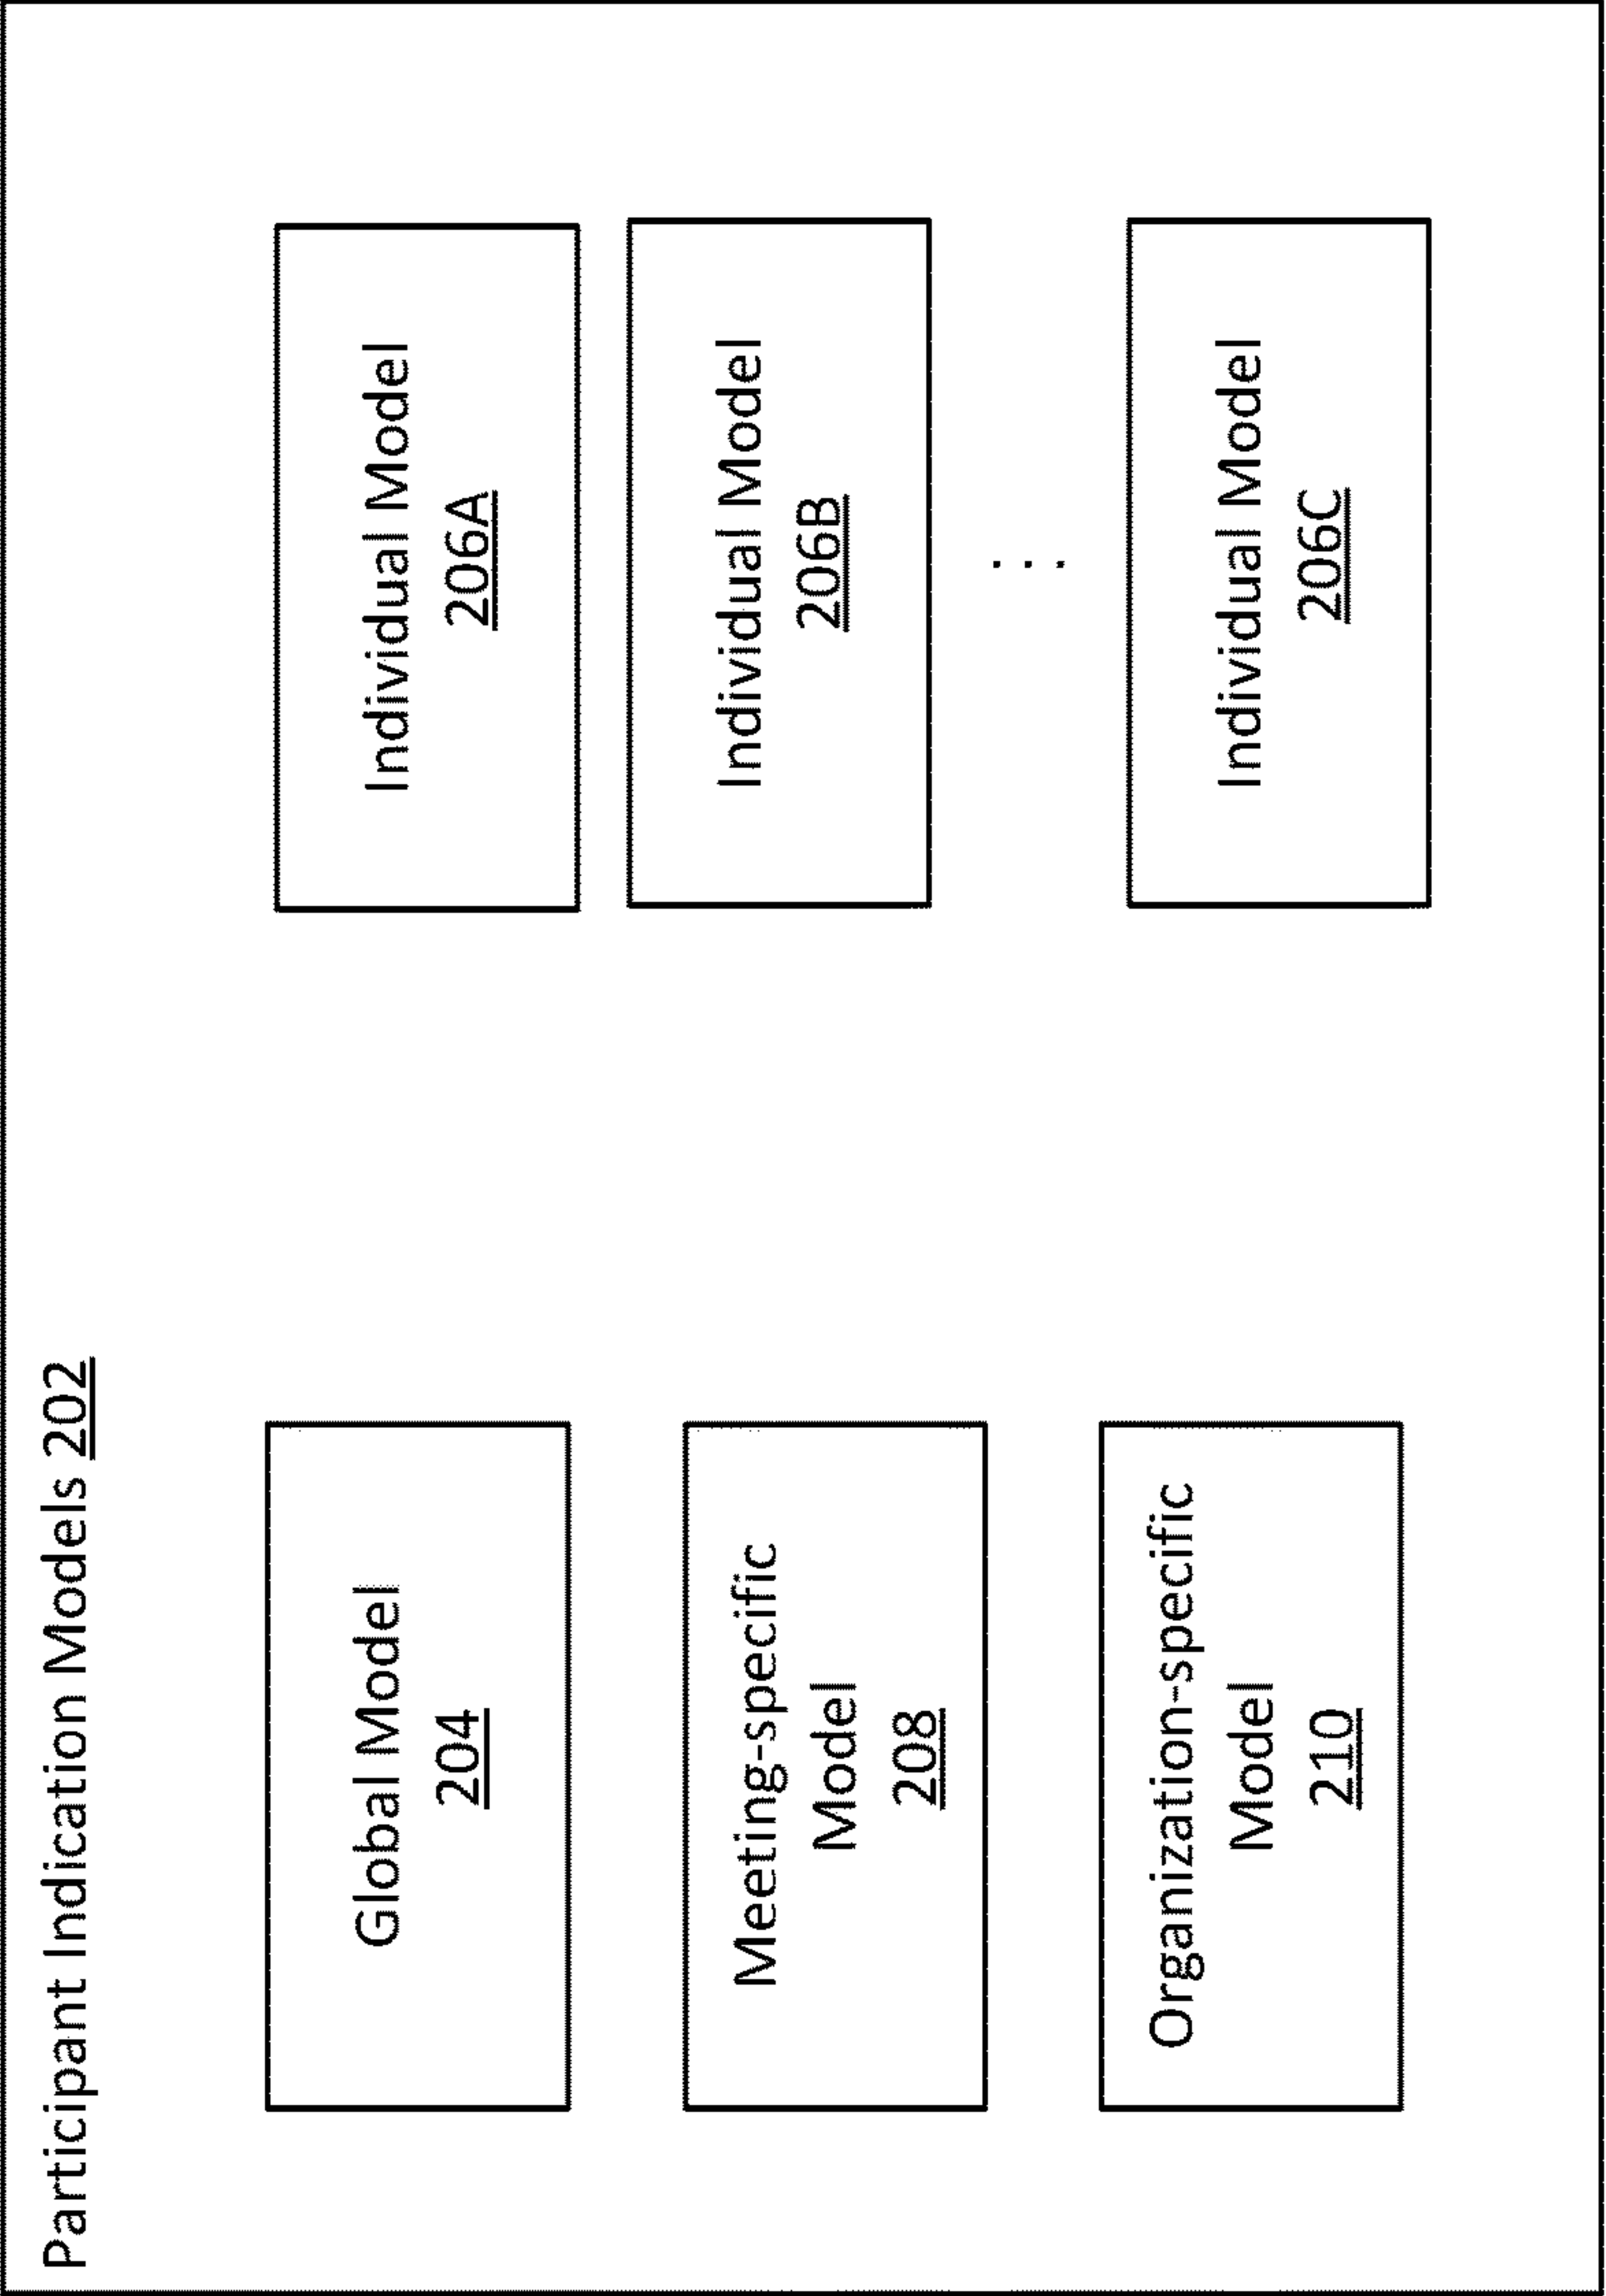 Participant Indication Models 202
Global Model
204
Meeting-specific
Model
208
Organization-specific
Model
210
Individual Model
206A
Individual Model
206B
. . .
Individual Model
206C